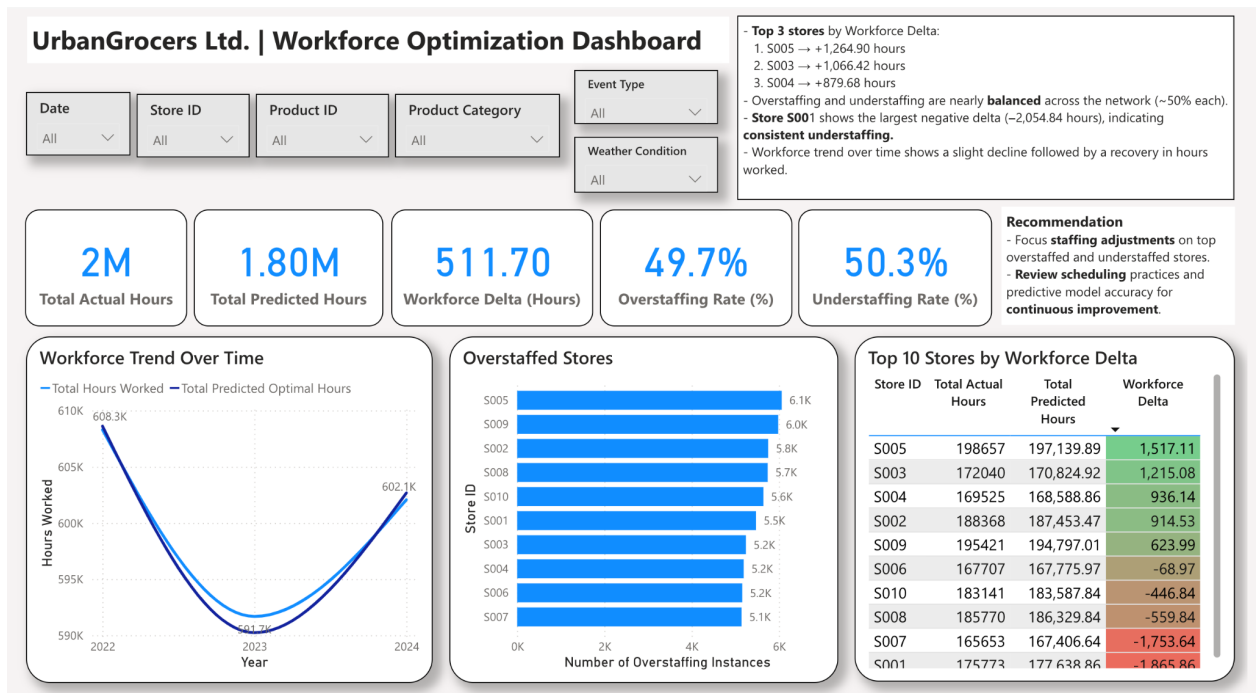 UrbanGrocers Ltd. | Workforce Optimization Dashboard
- Top 3 stores by Workforce Delta:
1. S005 → +1,264.90 hours
2. S003 → +1,066.42 hours
3. S004 → +879.68 hours
- Overstaffing and understaffing are nearly balanced across the network (~50% each).
- Store S001 shows the largest negative delta (−2,054.84 hours), indicating
consistent understaffing.
- Workforce trend over time shows a slight decline followed by a recovery in hours
worked.
Date
All
Store ID
All
Product ID
All
Product Category
All
Event Type
All
Weather Condition
All
2M
Total Actual Hours
1.80M
Total Predicted Hours
511.70
Workforce Delta (Hours)
49.7%
Overstaffing Rate (%)
50.3%
Understaffing Rate (%)
Recommendation
- Focus staffing adjustments on top
overstaffed and understaffed stores.
- Review scheduling practices and
predictive model accuracy for
continuous improvement.
Workforce Trend Over Time
Total Hours Worked Total Predicted Optimal Hours
Hours Worked
610K
605K
600K
595K
590K
608.3K
591.7K
602.1K
2022 2023 2024
Year
Overstaffed Stores
Store ID
S005 6.1K
S009 6.0K
S002 5.8K
S008 5.7K
S010 5.6K
S001 5.5K
S003 5.2K
S004 5.2K
S006 5.2K
S007 5.1K
0K 2K 4K 6K
Number of Overstaffing Instances
Top 10 Stores by Workforce Delta
Store ID Total Actual Hours Total Predicted Hours Workforce Delta
S005 198657 197,139.89 1,517.11
S003 172040 170,824.92 1,215.08
S004 169525 168,588.86 936.14
S002 188368 187,453.47 914.53
S009 195421 194,797.01 623.99
S006 167707 167,775.97 -68.97
S010 183141 183,587.84 -446.84
S008 185770 186,329.84 -559.84
S007 165653 167,406.64 -1,753.64
S001 175773 177,638.86 -1,865.86